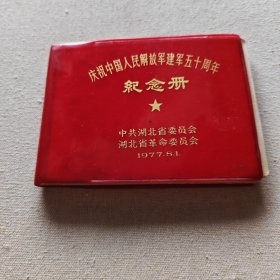 庆祝中国人民解放军建军五十周年
纪念册
中共湖北省委员会
湖北省革命委员会
1977.8.1.